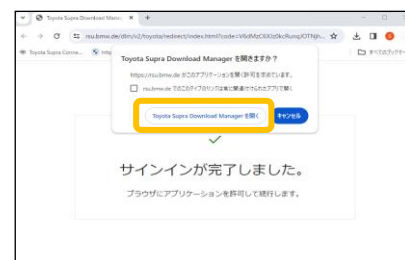 Toyota Supra Download Mana
rsu.bmw.de/dlm/v2/toyota/redirect/index.html?code=
Toyota Supra Conne...
すべてのブックマ
Toyota Supra Download Manager を開きますか？
https://rsu.bmw.de がこのアプリケーションを開く許可を求めています。
rsu.bmw.de でのこのタイプのリンクは常に関連付けられたアプリで開く
Toyota Supra Download Manager を開く
キャンセル
サインインが完了しました。
ブラウザにアプリケーションを許可して続行します。